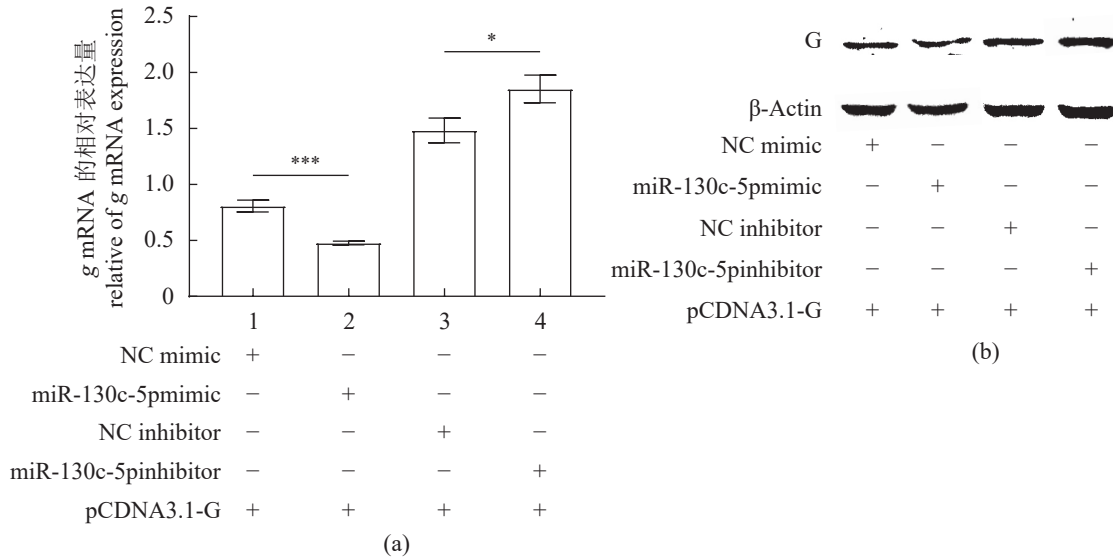 g mRNA 的相对表达量
relative of g mRNA expression
2.5
2.0
1.5
1.0
0.5
0
***
*
1 2 3 4
NC mimic + − − −
miR-130c-5pmimic − + − −
NC inhibitor − − + −
miR-130c-5pinhibitor − − − +
pCDNA3.1-G + + + +
(a)
G
β-Actin
NC mimic + − − −
miR-130c-5pmimic − + − −
NC inhibitor − − + −
miR-130c-5pinhibitor − − − +
pCDNA3.1-G + + + +
(b)